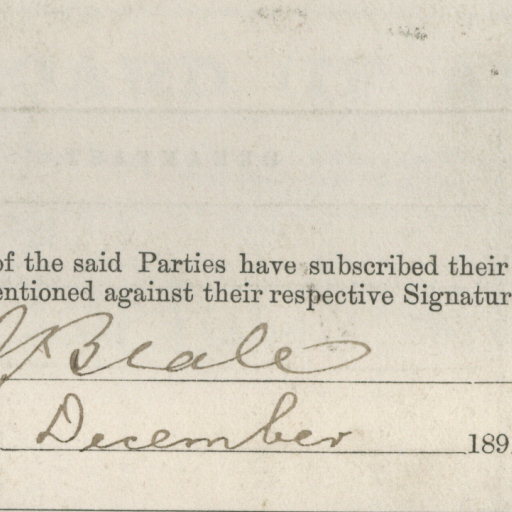 of the said Parties have subscribed their
entioned against their respective Signatur
Beale
December 189